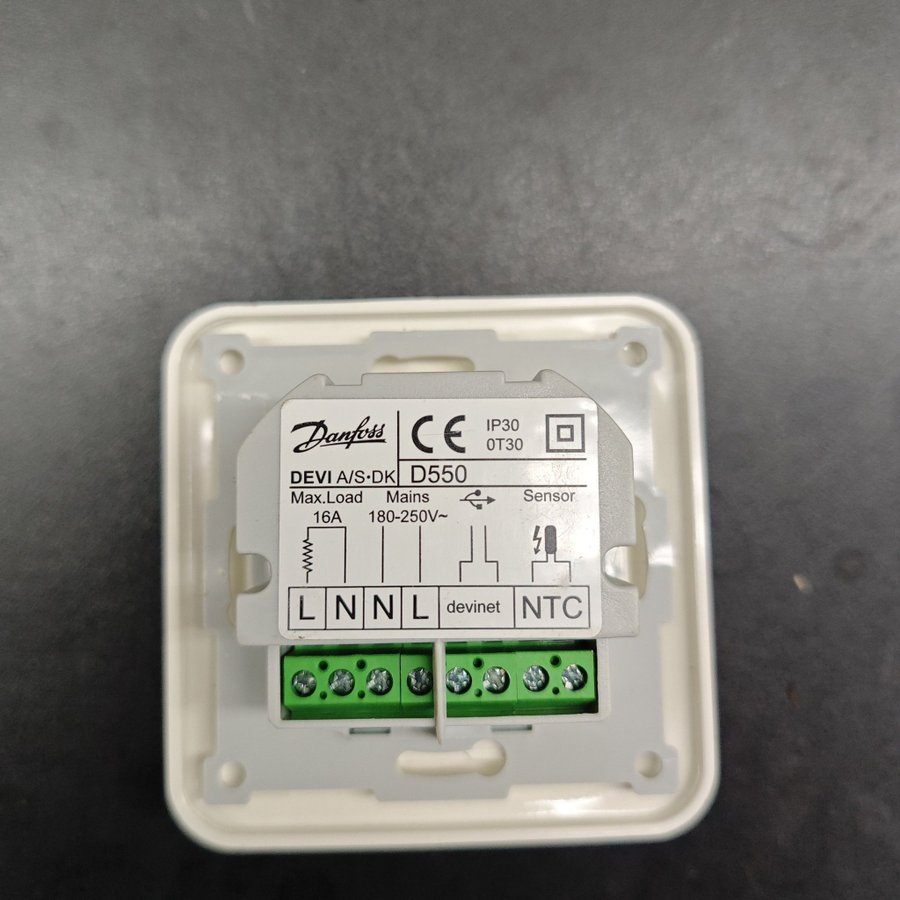 Danfoss
CE IP30
0T30
DEVI A/S·DK D550
Max.Load Mains Sensor
16A 180-250V~
L N N L devinet NTC